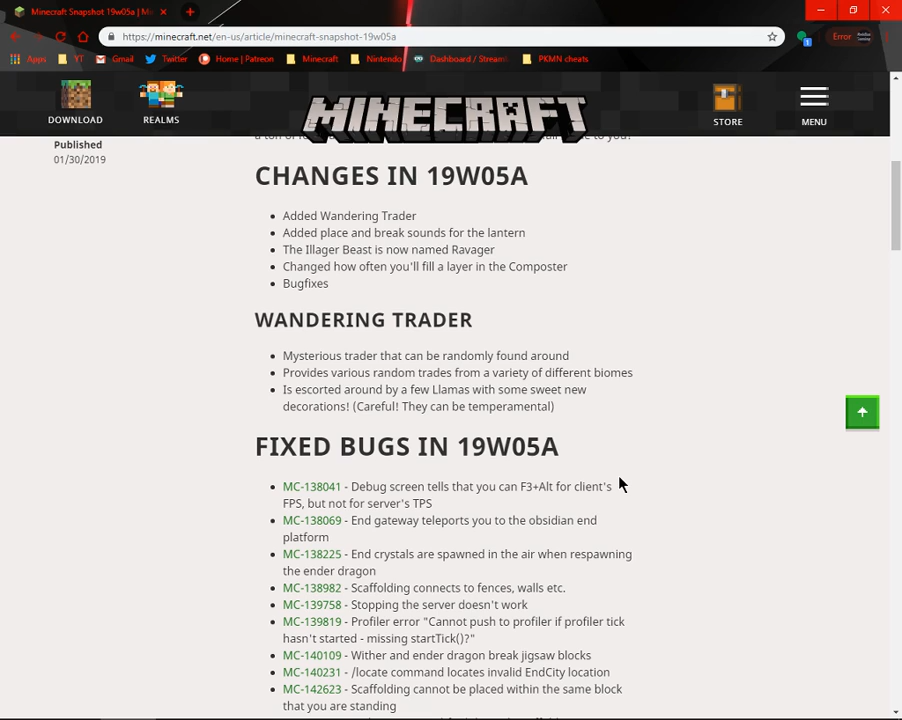 Minecraft Snapshot 19w05a | Mi
https://minecraft.net/en-us/article/minecraft-snapshot-19w05a
Error
Apps
YT
Gmail
Twitter
Home | Patreon
Minecraft
Nintendo
Dashboard / Stream
PKMN cheats
DOWNLOAD
REALMS
MINECRAFT
STORE
MENU
Published
01/30/2019
CHANGES IN 19W05A
Added Wandering Trader
Added place and break sounds for the lantern
The Illager Beast is now named Ravager
Changed how often you'll fill a layer in the Composter
Bugfixes
WANDERING TRADER
Mysterious trader that can be randomly found around
Provides various random trades from a variety of different biomes
Is escorted around by a few Llamas with some sweet new
decorations! (Careful! They can be temperamental)
FIXED BUGS IN 19W05A
MC-138041 - Debug screen tells that you can F3+Alt for client's
FPS, but not for server's TPS
MC-138069 - End gateway teleports you to the obsidian end
platform
MC-138225 - End crystals are spawned in the air when respawning
the ender dragon
MC-138982 - Scaffolding connects to fences, walls etc.
MC-139758 - Stopping the server doesn't work
MC-139819 - Profiler error "Cannot push to profiler if profiler tick
hasn't started - missing startTick()?"
MC-140109 - Wither and ender dragon break jigsaw blocks
MC-140231 - /locate command locates invalid EndCity location
MC-142623 - Scaffolding cannot be placed within the same block
that you are standing